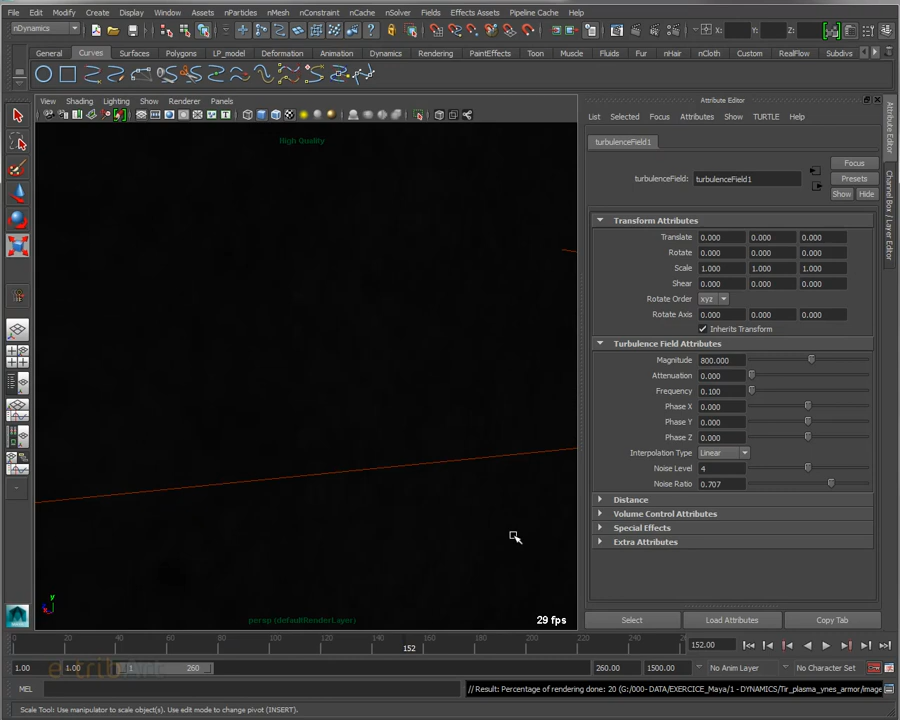 File Edit Modify Create Display Window Assets nParticles nMesh nConstraint nCache nSolver Fields Effects Assets Pipeline Cache
nDynamics X: Y: Z:
General Curves Surfaces Polygons LP_model Deformation Animation Dynamics Rendering PaintEffects Toon Muscle Fluids Fur nHair nCloth Custom RealFlow Subdivs
View Shading Lighting Show Renderer Panels
High Quality
persp (defaultRenderLayer)
29 fps
y
x
Attribute Editor
List Selected Focus Attributes Show TURTLE Help
turbulenceField1
turbulenceField: turbulenceField1
Focus
Presets
Show Hide
Transform Attributes
Translate 0.000 0.000 0.000
Rotate 0.000 0.000 0.000
Scale 1.000 1.000 1.000
Shear 0.000 0.000 0.000
Rotate Order xyz
Rotate Axis 0.000 0.000 0.000
Inherits Transform
Turbulence Field Attributes
Magnitude 800.000
Attenuation 0.000
Frequency 0.100
Phase X 0.000
Phase Y 0.000
Phase Z 0.000
Interpolation Type Linear
Noise Level 4
Noise Ratio 0.707
Distance
Volume Control Attributes
Special Effects
Extra Attributes
Select Load Attributes Copy Tab
Attribute Editor
Channel Box / Layer Editor
0 20 40 60 80 100 120 140 160 180 200 220 240
152
152.00
1.00 1.00 1 260 260.00 1500.00 No Anim Layer No Character Set
MEL // Result: Percentage of rendering done: 20 (G:/000- DATA/EXERCICE_Maya/1 - DYNAMICS/Tir_plasma_ynes_armor/image
Scale Tool: Use manipulator to scale object(s). Use edit mode to change pivot (INSERT).